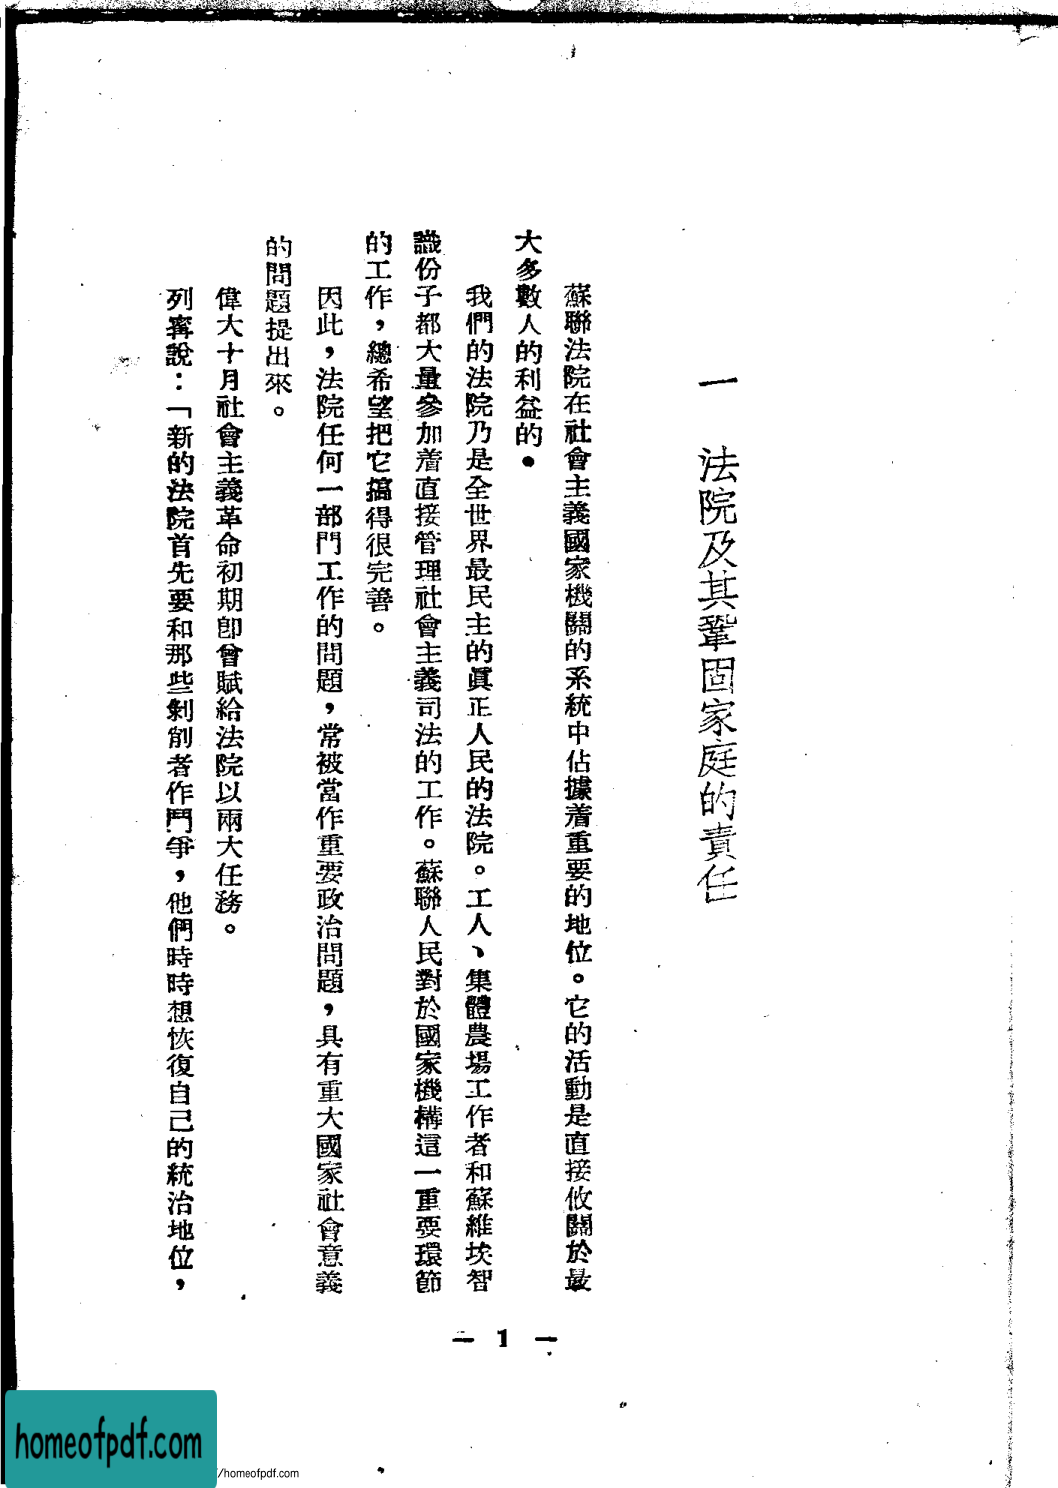 一　法院及其鞏固家庭的責任
蘇聯法院在社會主義國家機關的系統中佔據着重要的地位。它的活動是直接攸關於最
大多數人的利益的。
我們的法院乃是全世界最民主的眞正人民的法院。工人、集體農場工作者和蘇維埃智
識份子都大量參加着直接管理社會主義司法的工作。蘇聯人民對於國家機構這一重要環節
的工作，總希望把它搞得很完善。
因此，法院任何一部門工作的問題，常被當作重要政治問題，具有重大國家社會意義
的問題提出來。
偉大十月社會主義革命初期卽曾賦給法院以兩大任務。
列寗說：「新的法院首先要和那些剝削者作鬥爭，他們時時想恢復自己的統治地位，
— 1 —
homeofpdf.com
/homeofpdf.com